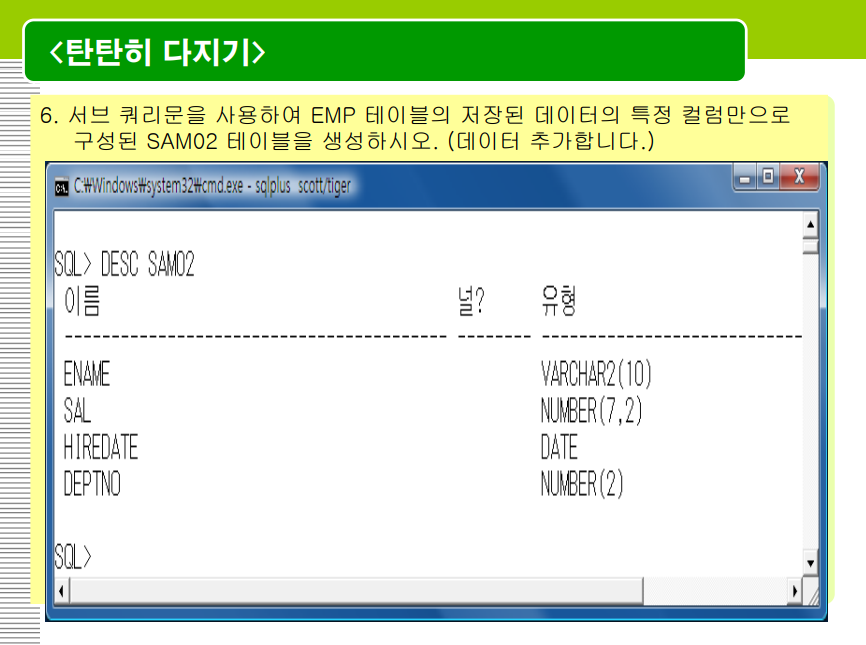 <탄탄히 다지기>
6. 서브 쿼리문을 사용하여 EMP 테이블의 저장된 데이터의 특정 컬럼만으로
구성된 SAM02 테이블을 생성하시오. (데이터 추가합니다.)
C:₩Windows₩system32₩cmd.exe - sqlplus scott/tiger
SQL> DESC SAM02
이름 널? 유형
----------------------------------------- -------- ----------------------------
ENAME VARCHAR2(10)
SAL NUMBER(7,2)
HIREDATE DATE
DEPTNO NUMBER(2)
SQL>